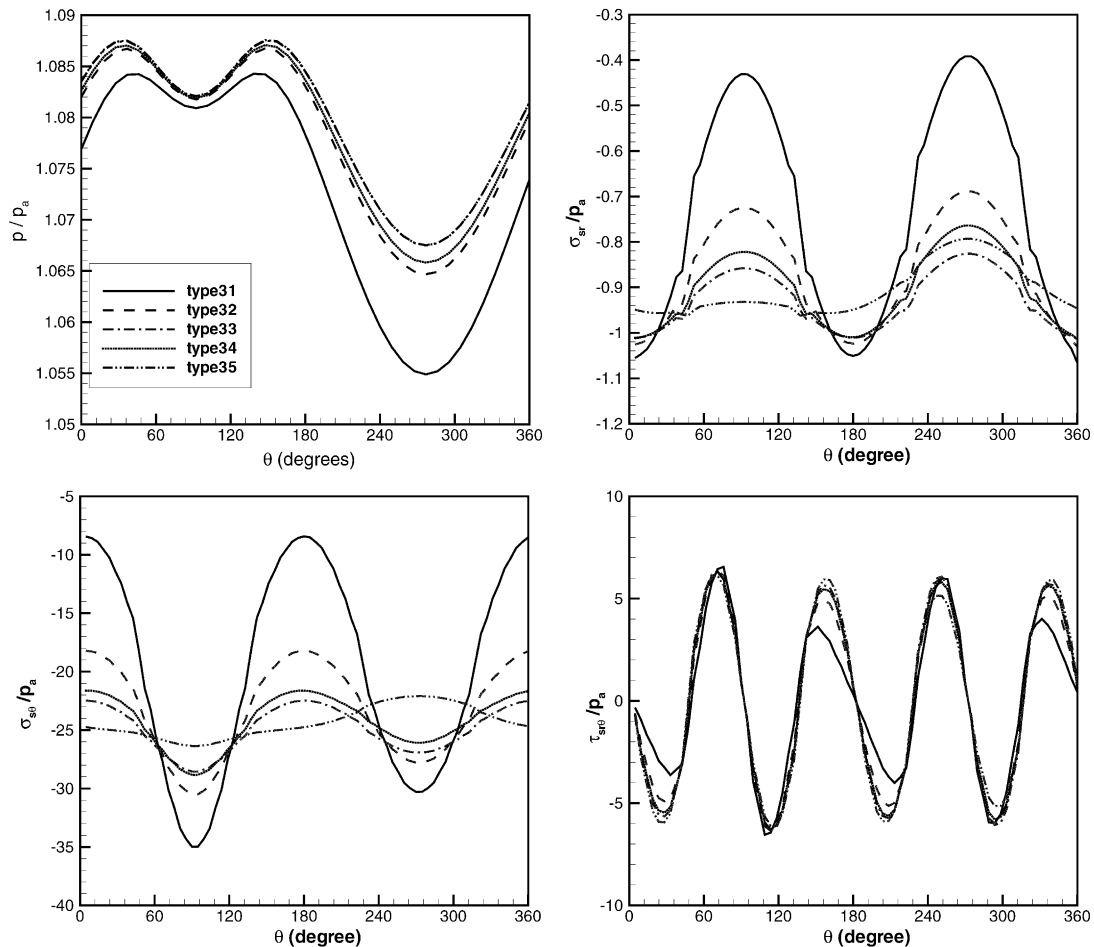 1.09
1.085
1.08
1.075
1.07
1.065
1.06
1.055
1.05
p / pa
type31
type32
type33
type34
type35
0 60 120 180 240 300 360
θ (degrees)
-0.3
-0.4
-0.5
-0.6
-0.7
-0.8
-0.9
-1
-1.1
-1.2
σsr /pa
0 60 120 180 240 300 360
θ (degree)
-5
-10
-15
-20
-25
-30
-35
-40
σsθ /pa
0 60 120 180 240 300 360
θ (degree)
10
5
0
-5
-10
τsrθ /pa
0 60 120 180 240 300 360
θ (degree)